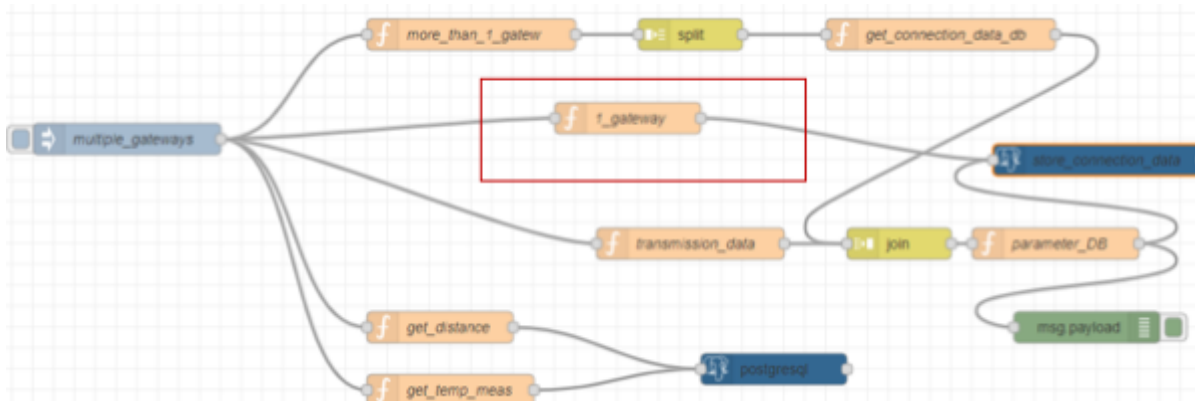 more_than_1_gatew
split
get_connection_data_db
1_gateway
multiple_gateways
store_connection_data
transmission_data
join
parameter_DB
get_distance
msg.payload
postgresql
get_temp_meas